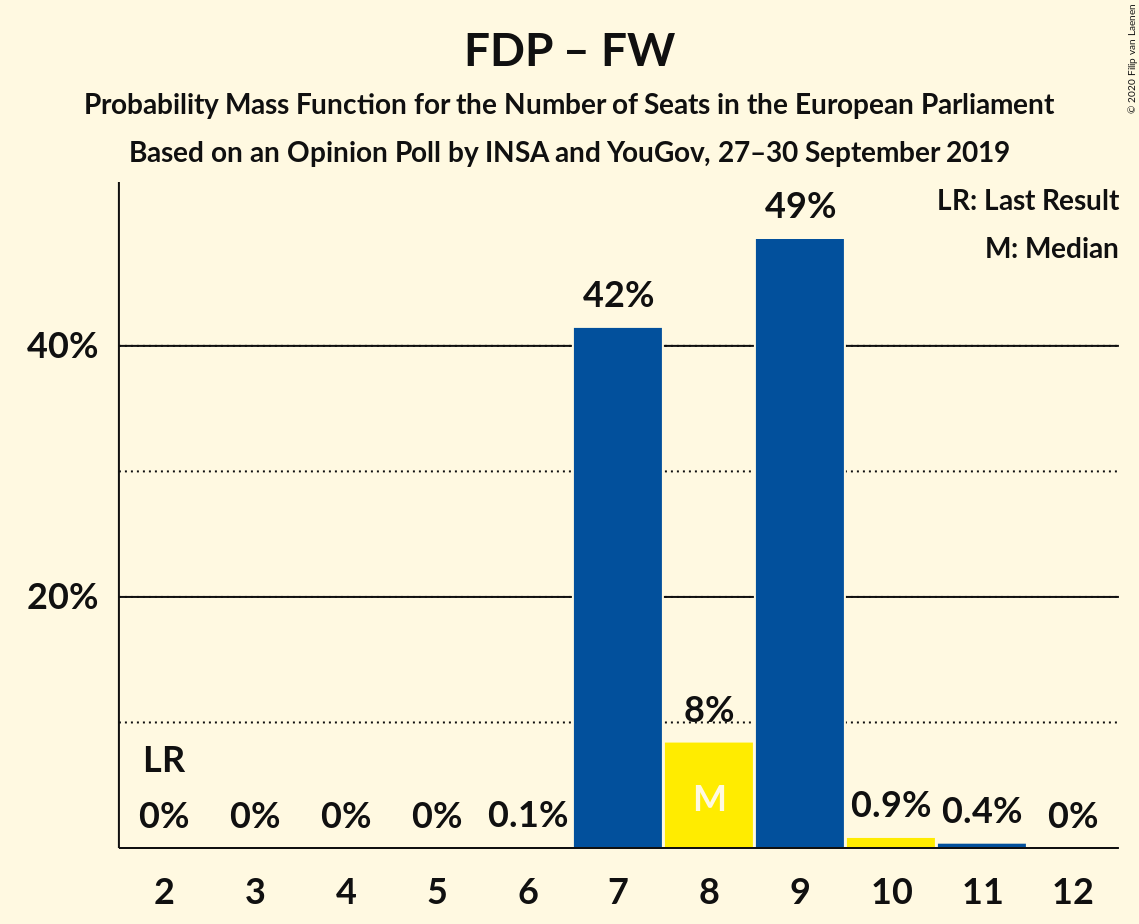 FDP – FW
Probability Mass Function for the Number of Seats in the European Parliament
Based on an Opinion Poll by INSA and YouGov, 27–30 September 2019
© 2020 Filip van Laenen
LR: Last Result
M: Median
49%
42%
40%
20%
8%
LR
M
0% 0% 0% 0% 0.1% 0.9% 0.4% 0%
2 3 4 5 6 7 8 9 10 11 12